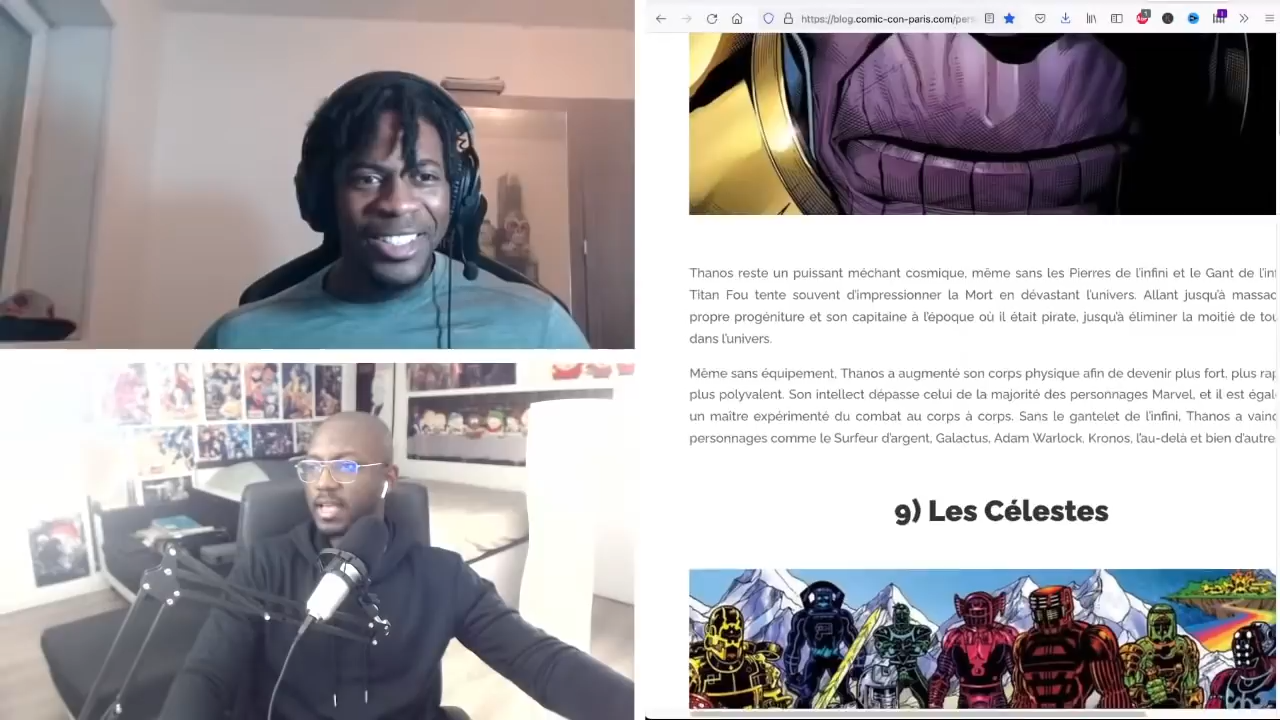 https://blog.comic-con-paris.com/pers
Thanos reste un puissant méchant cosmique, même sans les Pierres de l'infini et le Gant de l'in
Titan Fou tente souvent d'impressionner la Mort en dévastant l'univers. Allant jusqu'à massac
propre progéniture et son capitaine à l'époque où il était pirate, jusqu'à éliminer la moitié de tou
dans l'univers.
Même sans équipement, Thanos a augmenté son corps physique afin de devenir plus fort, plus rap
plus polyvalent. Son intellect dépasse celui de la majorité des personnages Marvel, et il est égal
un maître expérimenté du combat au corps à corps. Sans le gantelet de l'infini, Thanos a vainc
personnages comme le Surfeur d'argent, Galactus, Adam Warlock, Kronos, l'au-delà et bien d'autre
9) Les Célestes